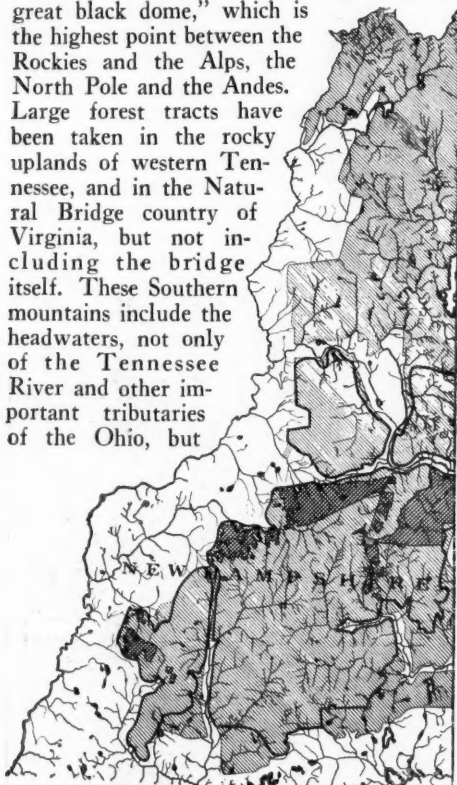 great black dome,” which is
the highest point between the
Rockies and the Alps, the
North Pole and the Andes.
Large forest tracts have
been taken in the rocky
uplands of western Ten-
nessee, and in the Natu-
ral Bridge country of
Virginia, but not in-
cluding the bridge
itself. These Southern
mountains include the
headwaters, not only
of the Tennessee
River and other im-
portant tributaries
of the Ohio, but
NEW HAMPSHIRE